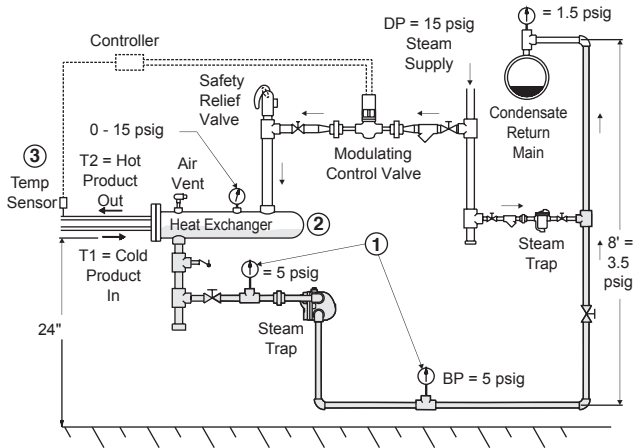 Controller
DP = 15 psig
Steam
Supply
= 1.5 psig
Safety
Relief
Valve
0 - 15 psig
Condensate
Return
Main
Modulating
Control Valve
3
Temp
Sensor
T2 = Hot
Product
Out
Air
Vent
Heat Exchanger
2
T1 = Cold
Product
In
1
Steam
Trap
8' =
3.5
psig
= 5 psig
24"
Steam
Trap
BP = 5 psig